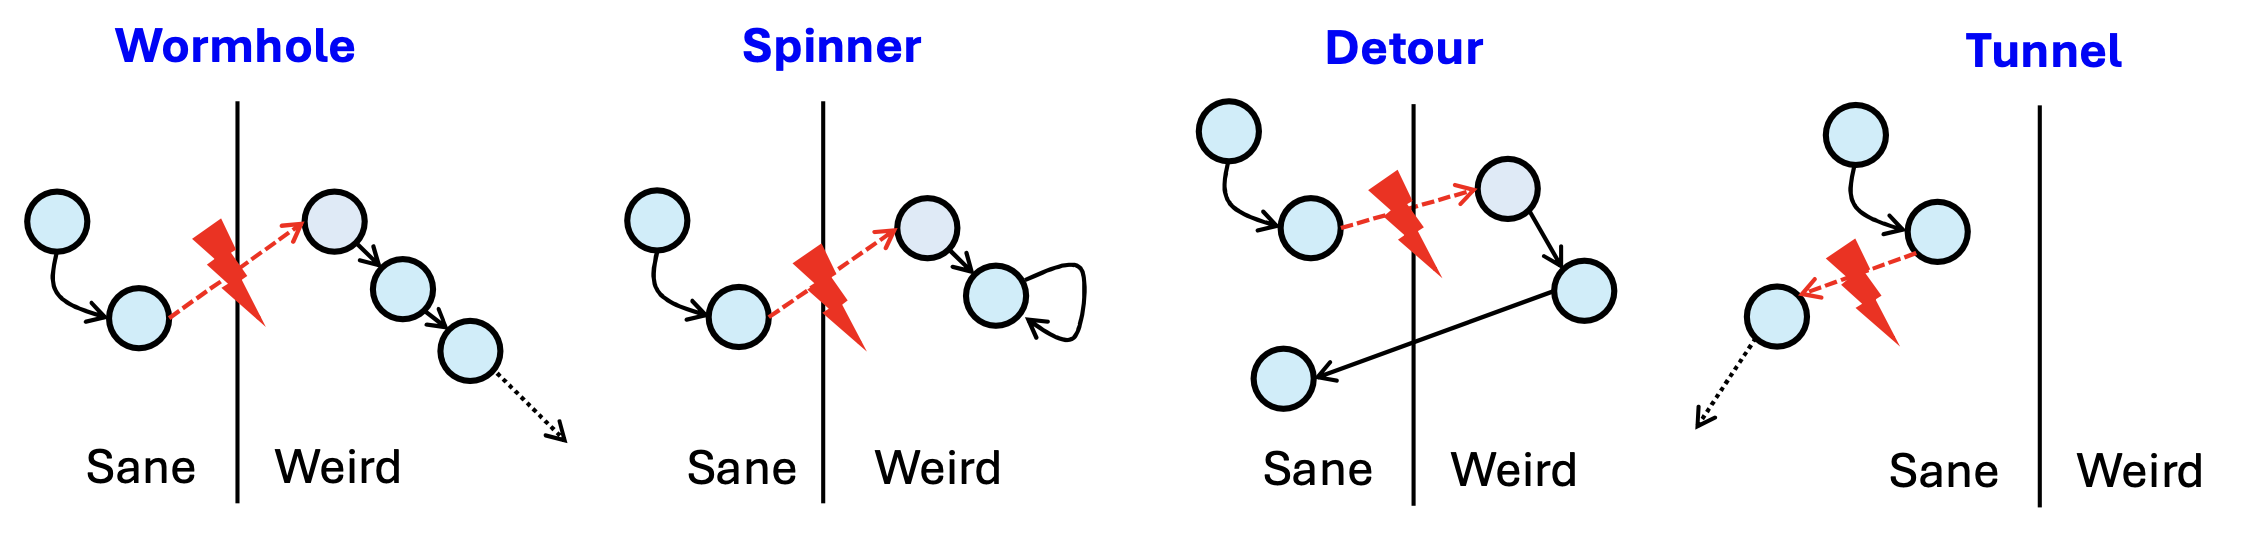 Wormhole
Spinner
Detour
Tunnel
Sane
Weird
Sane
Weird
Sane
Weird
Sane
Weird